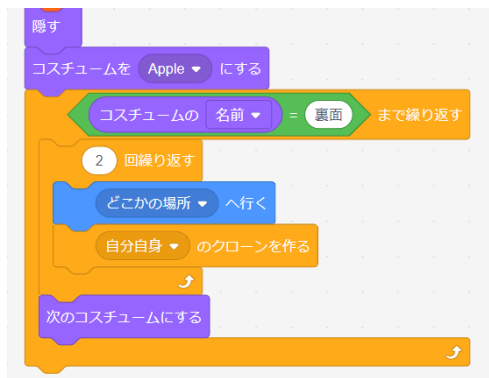 隠す
コスチュームを Apple にする
コスチュームの 名前 = 裏面 まで繰り返す
2 回繰り返す
どこかの場所 へ行く
自分自身 のクローンを作る
次のコスチュームにする